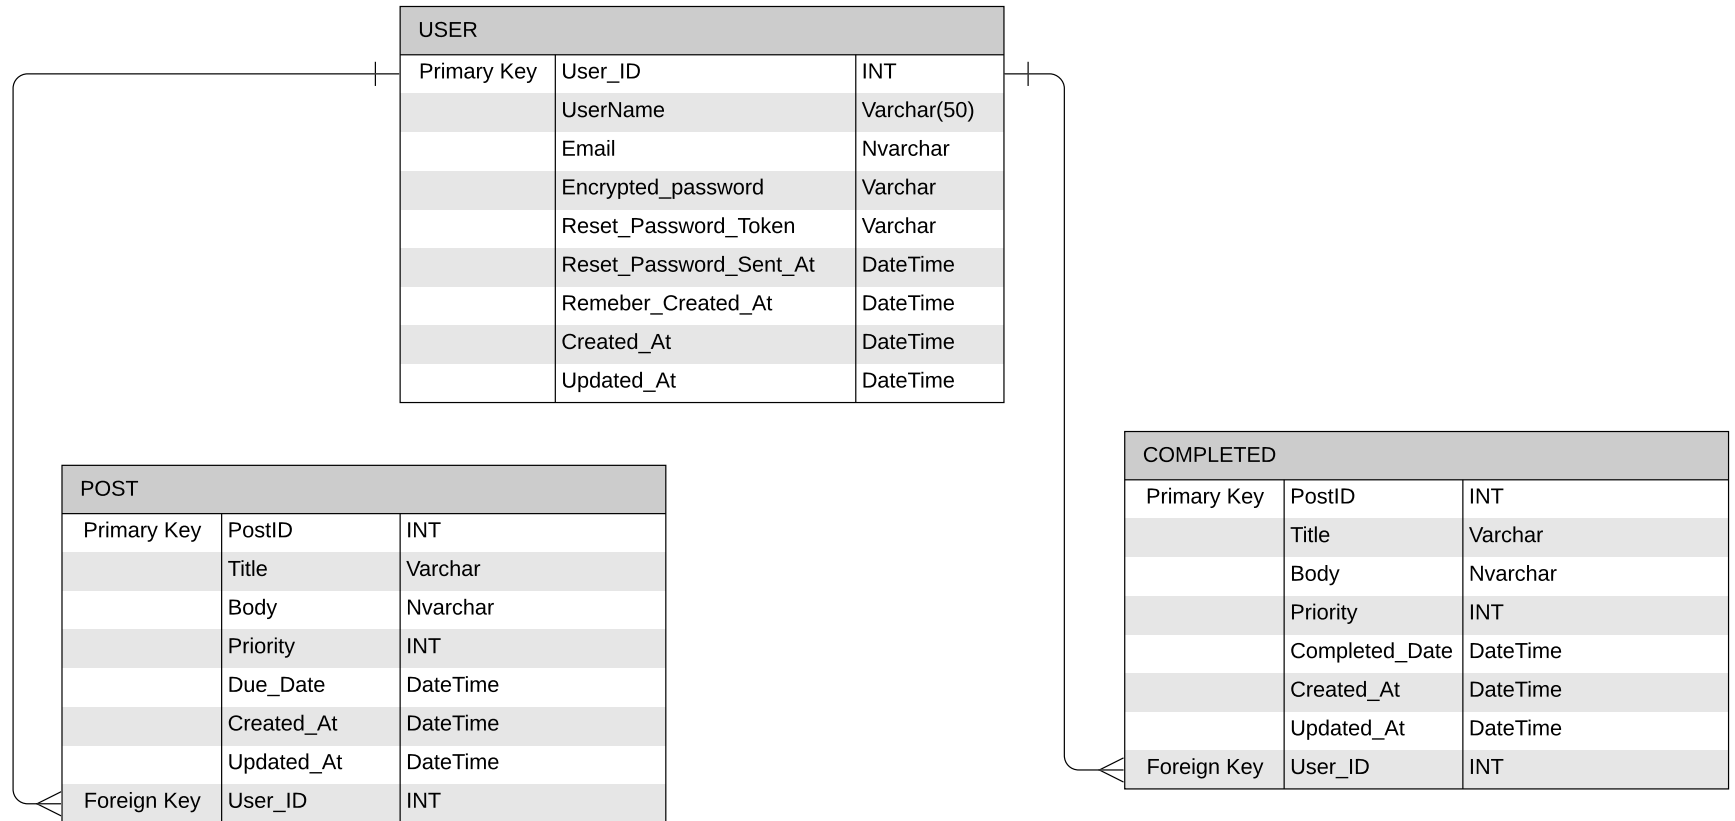 USER
Primary Key User_ID INT
UserName Varchar(50)
Email Nvarchar
Encrypted_password Varchar
Reset_Password_Token Varchar
Reset_Password_Sent_At DateTime
Remeber_Created_At DateTime
Created_At DateTime
Updated_At DateTime
POST
Primary Key PostID INT
Title Varchar
Body Nvarchar
Priority INT
Due_Date DateTime
Created_At DateTime
Updated_At DateTime
Foreign Key User_ID INT
COMPLETED
Primary Key PostID INT
Title Varchar
Body Nvarchar
Priority INT
Completed_Date DateTime
Created_At DateTime
Updated_At DateTime
Foreign Key User_ID INT